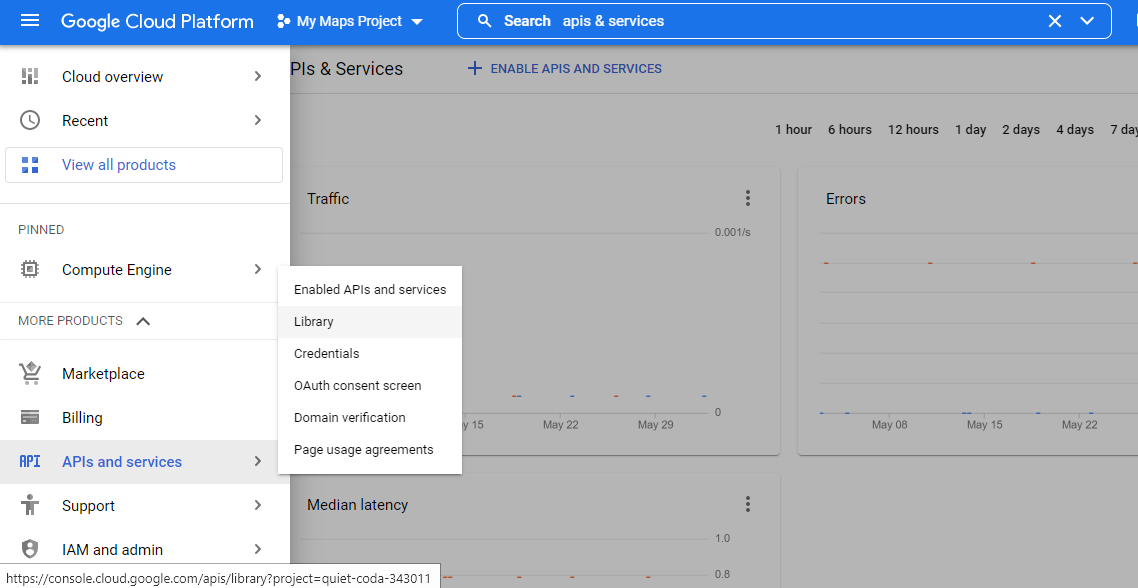 Google Cloud Platform
My Maps Project
Search apis & services
Cloud overview
Recent
View all products
PINNED
Compute Engine
MORE PRODUCTS
Marketplace
Billing
API APIs and services
Support
IAM and admin
Enabled APIs and services
Library
Credentials
OAuth consent screen
Domain verification
Page usage agreements
PIs & Services
ENABLE APIS AND SERVICES
1 hour 6 hours 12 hours 1 day 2 days 4 days 7 day
Traffic
0.001/s
0
y 15 May 22 May 29
Errors
May 08 May 15 May 22
Median latency
1.0
0.8
https://console.cloud.google.com/apis/library?project=quiet-coda-343011